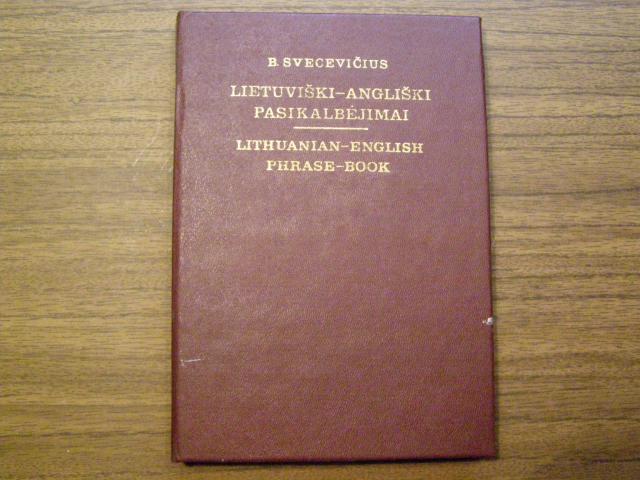 B. SVECEVIČIUS
LIETUVIŠKI–ANGLIŠKI
PASIKALBĖJIMAI
LITHUANIAN–ENGLISH
PHRASE–BOOK